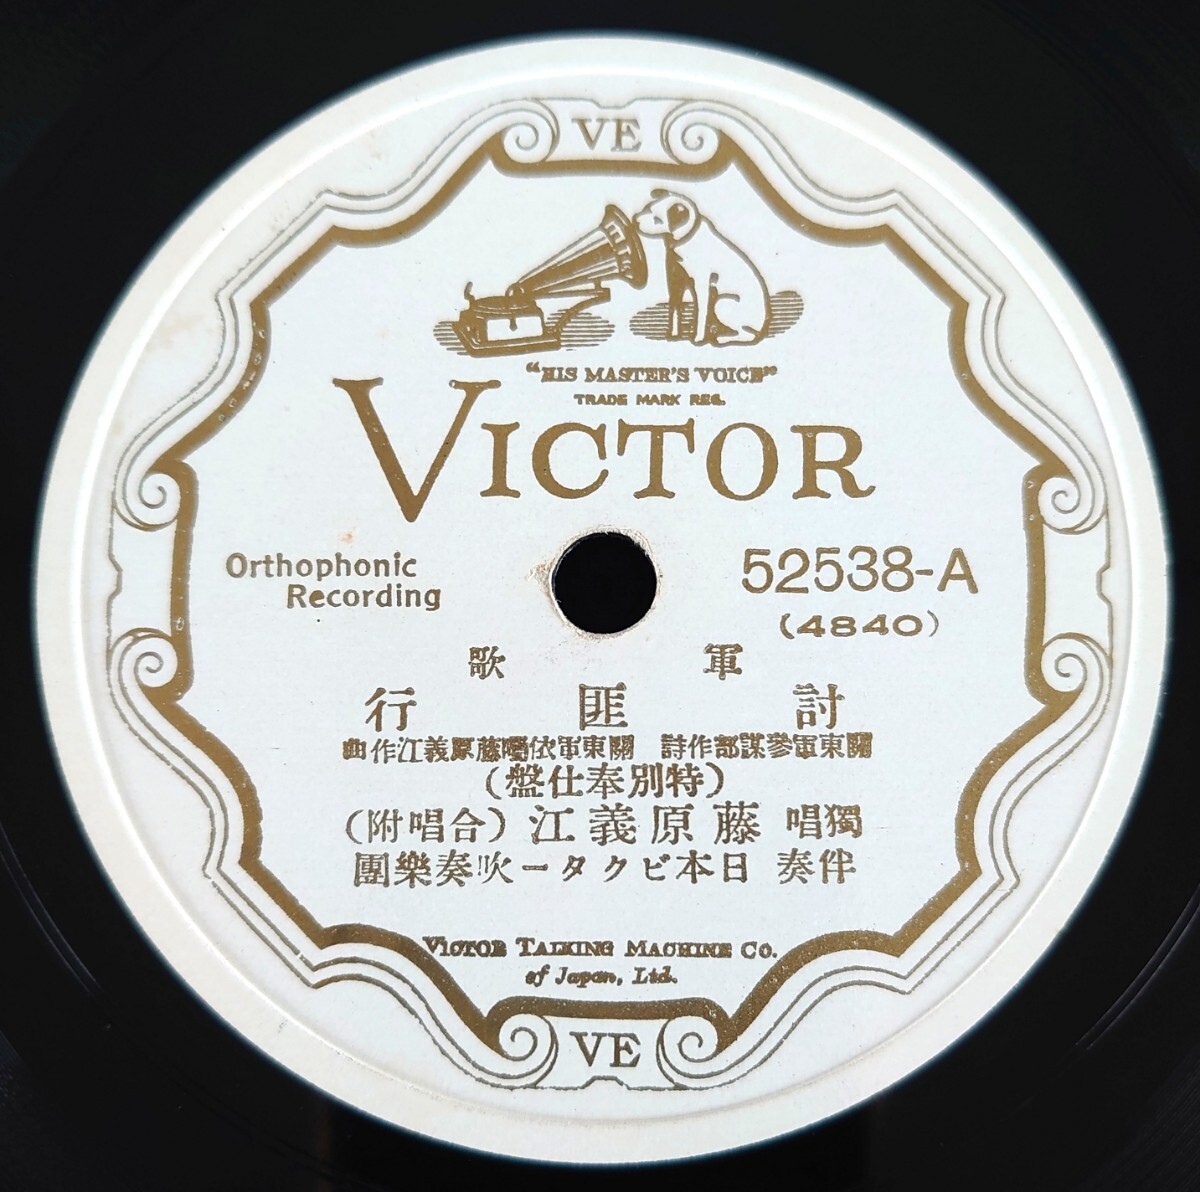 VE
"HIS MASTER'S VOICE"
TRADE MARK REG.
VICTOR
Orthophonic
Recording
52538-A
(4840)
軍歌
討匪行
關東軍參謀部作詩 關東軍依囑藤原義江作曲
(特別奉仕盤)
獨唱 藤原義江(合唱附)
伴奏 日本ビクター吹奏樂團
VICTOR TALKING MACHINE CO.
of Japan, Ltd.
VE